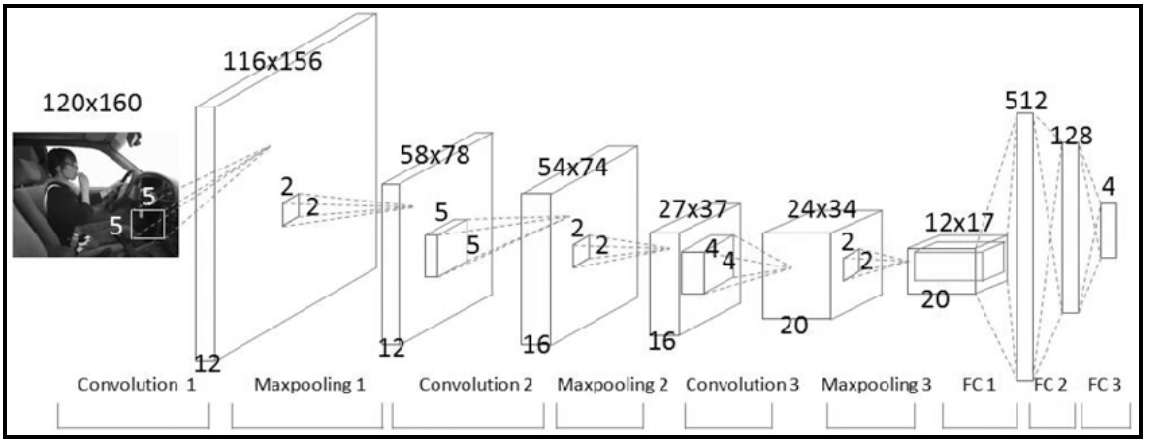 120x160
5
5
116x156
12
2
2
58x78
12
5
5
54x74
16
2
2
27x37
16
4
4
24x34
20
2
2
12x17
20
512
128
4
Convolution 1
Maxpooling 1
Convolution 2
Maxpooling 2
Convolution 3
Maxpooling 3
FC 1
FC 2
FC 3